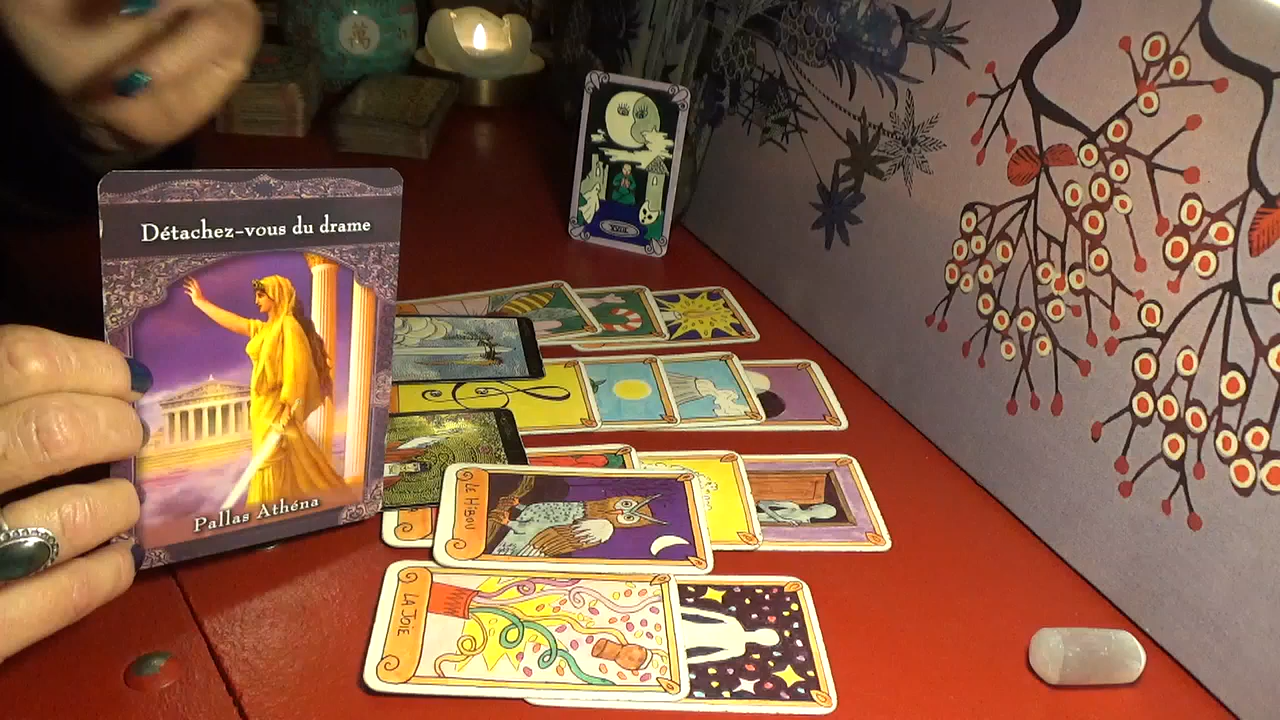 Détachez-vous du drame
Pallas Athéna
XVIII
LE HIBOU
LA JOIE